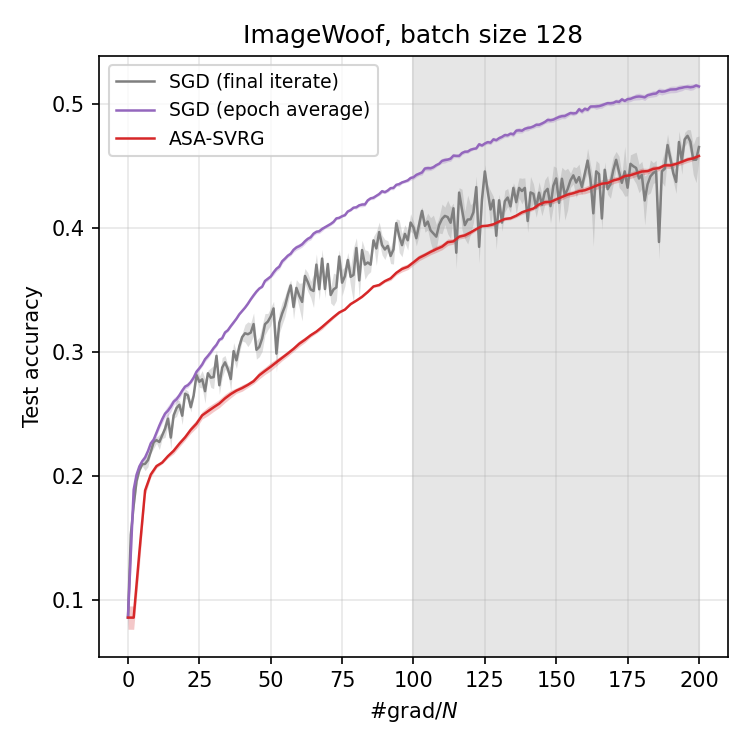 ImageWoof, batch size 128
SGD (final iterate)
SGD (epoch average)
ASA-SVRG
Test accuracy
0.5
0.4
0.3
0.2
0.1
0 25 50 75 100 125 150 175 200
#grad/N